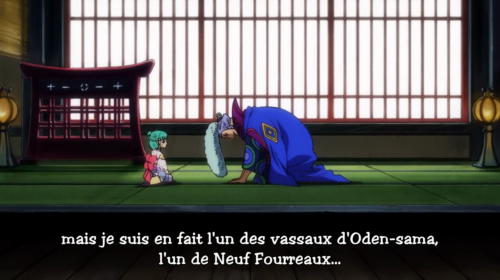 mais je suis en fait l'un des vassaux d'Oden-sama,
l'un de Neuf Fourreaux...